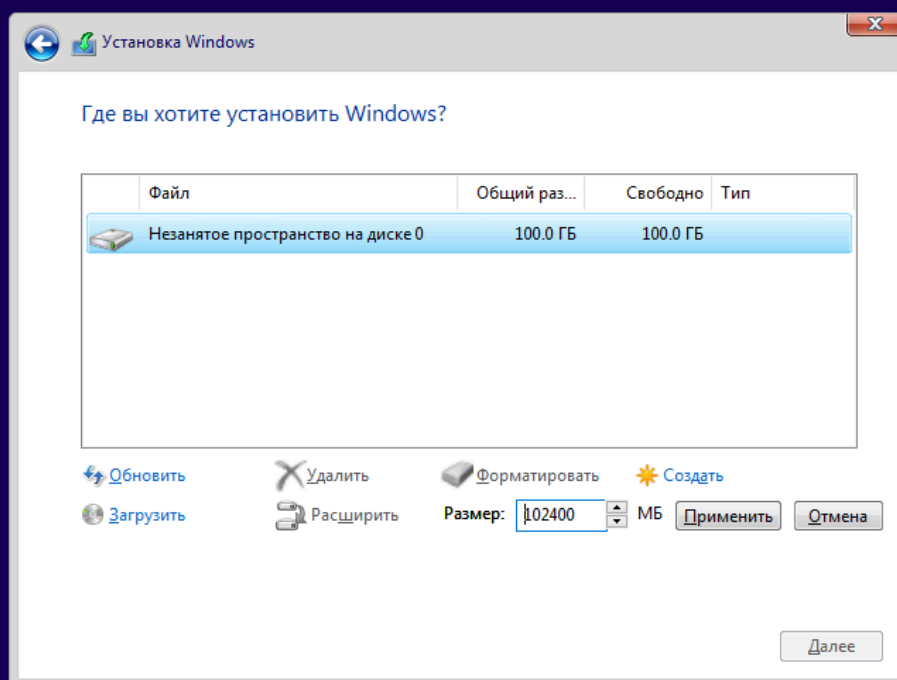 Установка Windows
Где вы хотите установить Windows?
Файл Общий раз... Свободно Тип
Незанятое пространство на диске 0 100.0 ГБ 100.0 ГБ
Обновить Удалить Форматировать Создать
Загрузить Расширить Размер: 102400 МБ Применить Отмена
Далее